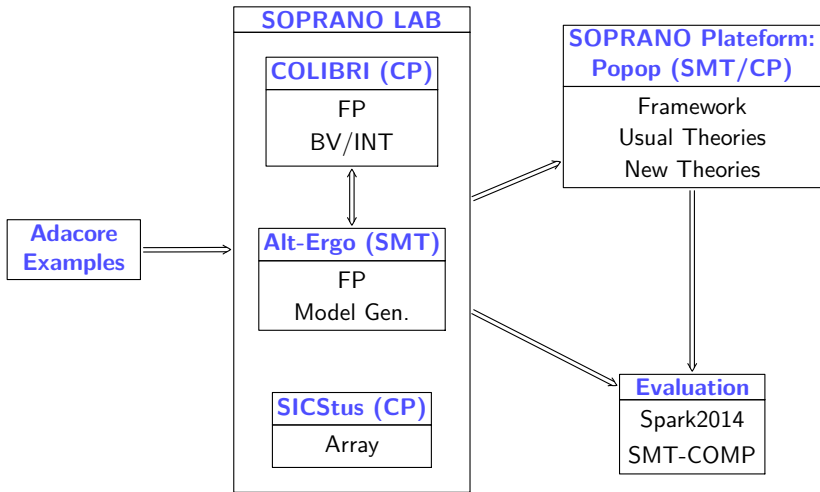 Adacore
Examples
SOPRANO LAB
COLIBRI (CP)
FP
BV/INT
Alt-Ergo (SMT)
FP
Model Gen.
SICStus (CP)
Array
SOPRANO Plateform:
Popop (SMT/CP)
Framework
Usual Theories
New Theories
Evaluation
Spark2014
SMT-COMP